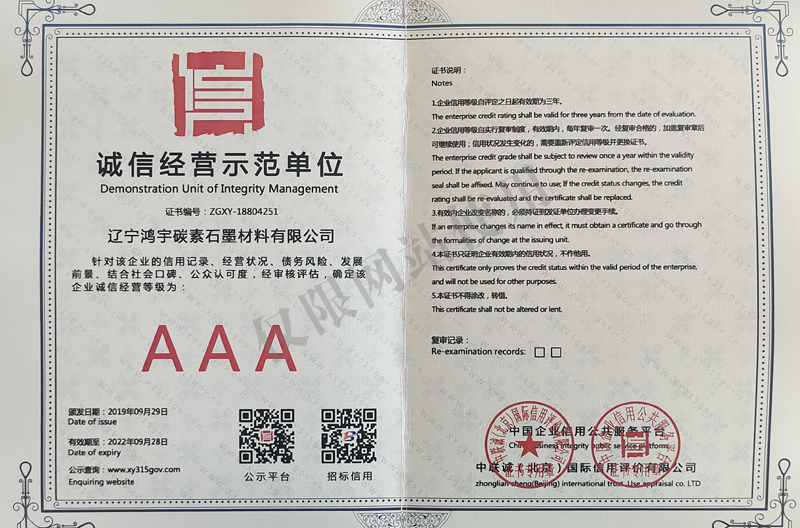 诚信经营示范单位
Demonstration Unit of Integrity Management
证书编号：ZGXY-18804251
辽宁鸿宇碳素石墨材料有限公司
针对该企业的信用记录、经营状况、债务风险、发展
前景、结合社会口碑、公众认可度，经审核评估，确定该
企业诚信经营等级为：
AAA
颁发日期：2019年09月29日
Date of issue
有效期至：2022年09月28日
Date of expiry
公示查询：www.xy315gov.com
Enquiring website
公示平台
招标信用
证书说明：
Notes
1.企业信用等级自评定之日起有效期为三年。
The enterprise credit rating shall be valid for three years from the date of evaluation.
2.企业信用等级自实行复审制度，有效期内，每年复审一次。经复审合格的，加盖复审章后
可继续使用；信用状况发生变化的，需要重新评定信用等级并更换证书。
The enterprise credit grade shall be subject to review once a year within the validity
period. If the applicant is qualified through the re-examination, the re-examination
seal shall be affixed. May continue to use; If the credit status changes, the credit
rating shall be re-evaluated and the certificate shall be replaced.
3.有效内企业改变名称的，必须持证到发证单位办理变更手续。
If an enterprise changes its name in effect, it must obtain a certificate and go through
the formalities of change at the issuing unit.
4.本证书只证明企业有效期内的信用状况，不作他用。
This certificate only proves the credit status within the valid period of the enterprise,
and will not be used for other purposes.
5.本证书不得涂改，转借。
This certificate shall not be altered or lent.
复审记录：
Re-examination records:
中国企业信用公共服务平台
China business integrity public service platform
中联诚（北京）国际信用评价有限公司
zhonglian cheng(Beijing) international trust. Use appraisal co. LTD
证书专用章
证书专用章
仅限网站使用